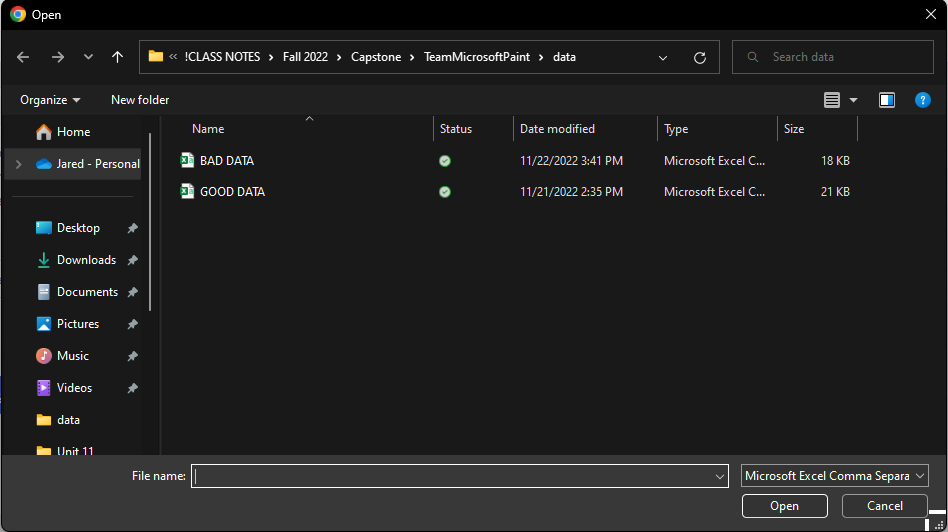 Open
« !CLASS NOTES > Fall 2022 > Capstone > TeamMicrosoftPaint > data
Search data
Organize New folder
?
Name Status Date modified Type Size
BAD DATA 11/22/2022 3:41 PM Microsoft Excel C... 18 KB
GOOD DATA 11/21/2022 2:35 PM Microsoft Excel C... 21 KB
Home
Jared - Personal
Desktop
Downloads
Documents
Pictures
Music
Videos
data
Unit 11
File name: Microsoft Excel Comma Separa
Open Cancel